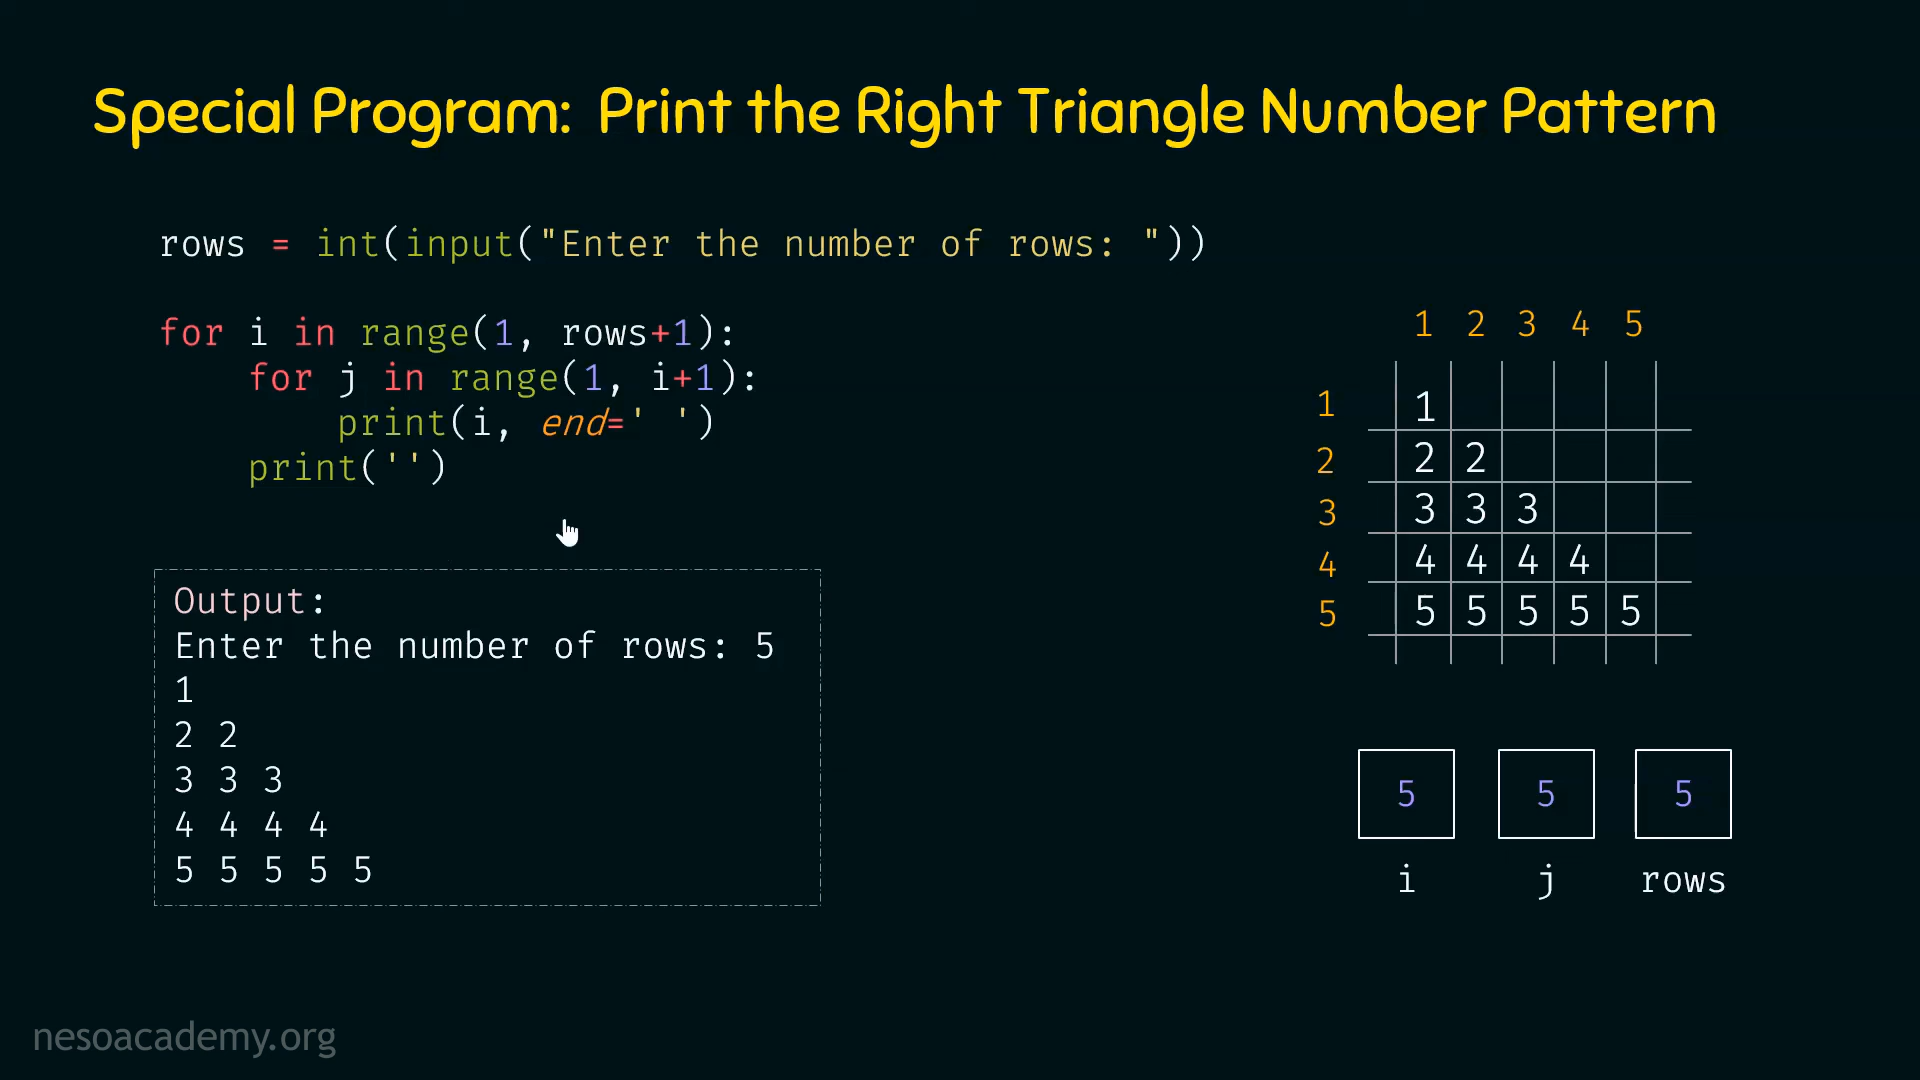 Special Program: Print the Right Triangle Number Pattern
rows = int(input("Enter the number of rows: "))
for i in range(1, rows+1):
    for j in range(1, i+1):
        print(i, end=' ')
    print('')
Output:
Enter the number of rows: 5
1
2 2
3 3 3
4 4 4 4
5 5 5 5 5
1 2 3 4 5
1 1
2 2 2
3 3 3 3
4 4 4 4 4
5 5 5 5 5 5
5 5 5
i j rows
nesoacademy.org